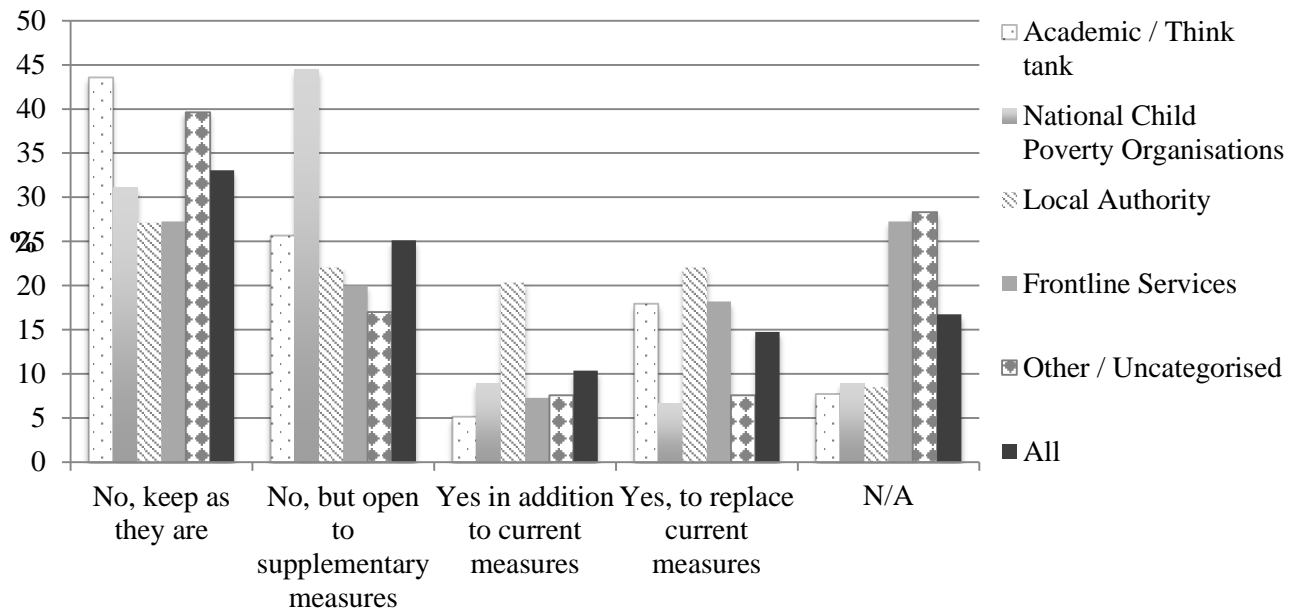 50
45
40
35
30
25
20
15
10
5
0
%
No, keep as
they are
No, but open
to
supplementary
measures
Yes in addition
to current
measures
Yes, to replace
current
measures
N/A
Academic / Think
tank
National Child
Poverty Organisations
Local Authority
Frontline Services
Other / Uncategorised
All